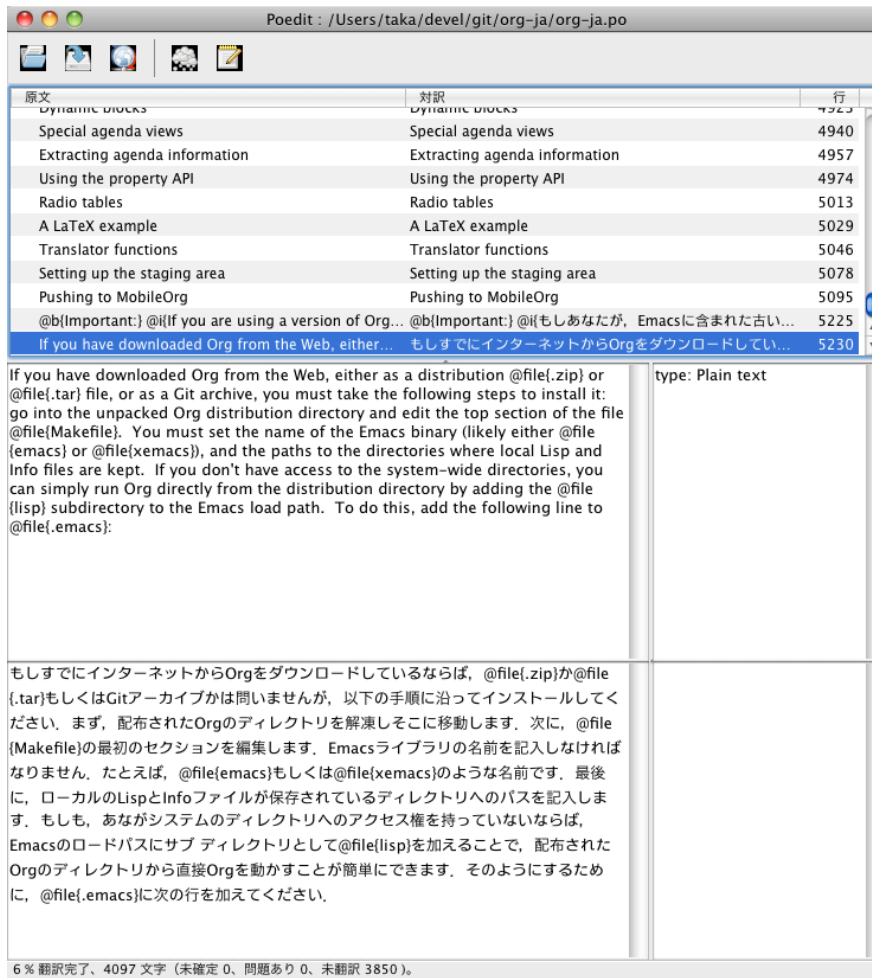 Poedit : /Users/taka/devel/git/org-ja/org-ja.po
原文 対訳 行
Dynamic blocks Dynamic blocks 4923
Special agenda views Special agenda views 4940
Extracting agenda information Extracting agenda information 4957
Using the property API Using the property API 4974
Radio tables Radio tables 5013
A LaTeX example A LaTeX example 5029
Translator functions Translator functions 5046
Setting up the staging area Setting up the staging area 5078
Pushing to MobileOrg Pushing to MobileOrg 5095
@b{Important:} @i{If you are using a version of Org... @b{Important:} @i{もしあなたが，Emacsに含まれた古い... 5225
If you have downloaded Org from the Web, either... もしすでにインターネットからOrgをダウンロードしてい... 5230
If you have downloaded Org from the Web, either as a distribution @file{.zip} or
@file{.tar} file, or as a Git archive, you must take the following steps to install it:
go into the unpacked Org distribution directory and edit the top section of the file
@file{Makefile}.  You must set the name of the Emacs binary (likely either @file
{emacs} or @file{xemacs}), and the paths to the directories where local Lisp and
Info files are kept.  If you don't have access to the system-wide directories, you
can simply run Org directly from the distribution directory by adding the @file
{lisp} subdirectory to the Emacs load path.  To do this, add the following line to
@file{.emacs}:
type: Plain text
もしすでにインターネットからOrgをダウンロードしているならば，@file{.zip}か@file
{.tar}もしくはGitアーカイブかは問いませんが，以下の手順に沿ってインストールしてく
ださい．まず，配布されたOrgのディレクトリを解凍しそこに移動します．次に，@file
{Makefile}の最初のセクションを編集します．Emacsライブラリの名前を記入しなければ
なりません．たとえば，@file{emacs}もしくは@file{xemacs}のような名前です．最後
に，ローカルのLispとInfoファイルが保存されているディレクトリへのパスを記入しま
す．もしも，あながシステムのディレクトリへのアクセス権を持っていないならば，
Emacsのロードパスにサブ ディレクトリとして@file{lisp}を加えることで，配布された
Orgのディレクトリから直接Orgを動かすことが簡単にできます．そのようにするため
に，@file{.emacs}に次の行を加えてください．
6 % 翻訳完了、4097 文字（未確定 0、問題あり 0、未翻訳 3850 )。